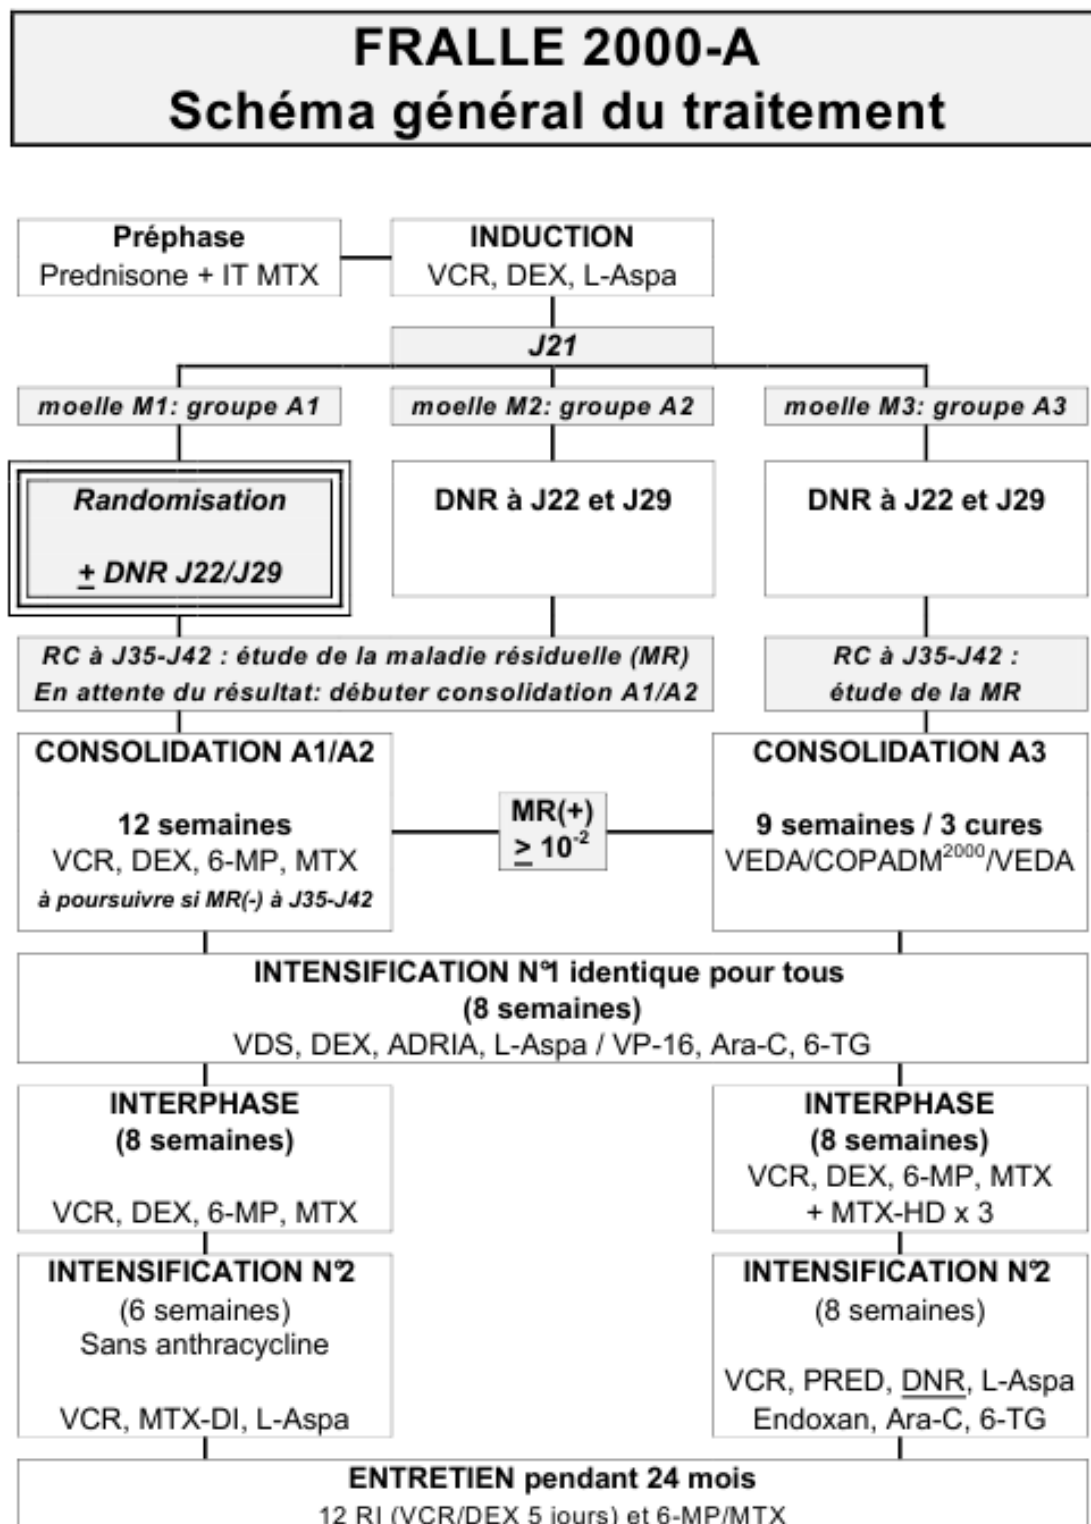 FRALLE 2000-A
Schéma général du traitement
Préphase
Prednisone + IT MTX
INDUCTION
VCR, DEX, L-Aspa
J21
moelle M1: groupe A1
moelle M2: groupe A2
moelle M3: groupe A3
Randomisation
± DNR J22/J29
DNR à J22 et J29
DNR à J22 et J29
RC à J35-J42 : étude de la maladie résiduelle (MR)
En attente du résultat: débuter consolidation A1/A2
RC à J35-J42 :
étude de la MR
CONSOLIDATION A1/A2
12 semaines
VCR, DEX, 6-MP, MTX
à poursuivre si MR(-) à J35-J42
MR(+)
≥ 10⁻²
CONSOLIDATION A3
9 semaines / 3 cures
VEDA/COPADM²⁰⁰⁰/VEDA
INTENSIFICATION N°1 identique pour tous
(8 semaines)
VDS, DEX, ADRIA, L-Aspa / VP-16, Ara-C, 6-TG
INTERPHASE
(8 semaines)
VCR, DEX, 6-MP, MTX
INTERPHASE
(8 semaines)
VCR, DEX, 6-MP, MTX
+ MTX-HD x 3
INTENSIFICATION N°2
(6 semaines)
Sans anthracycline
VCR, MTX-DI, L-Aspa
INTENSIFICATION N°2
(8 semaines)
VCR, PRED, DNR, L-Aspa
Endoxan, Ara-C, 6-TG
ENTRETIEN pendant 24 mois
12 RI (VCR/DEX 5 jours) et 6-MP/MTX